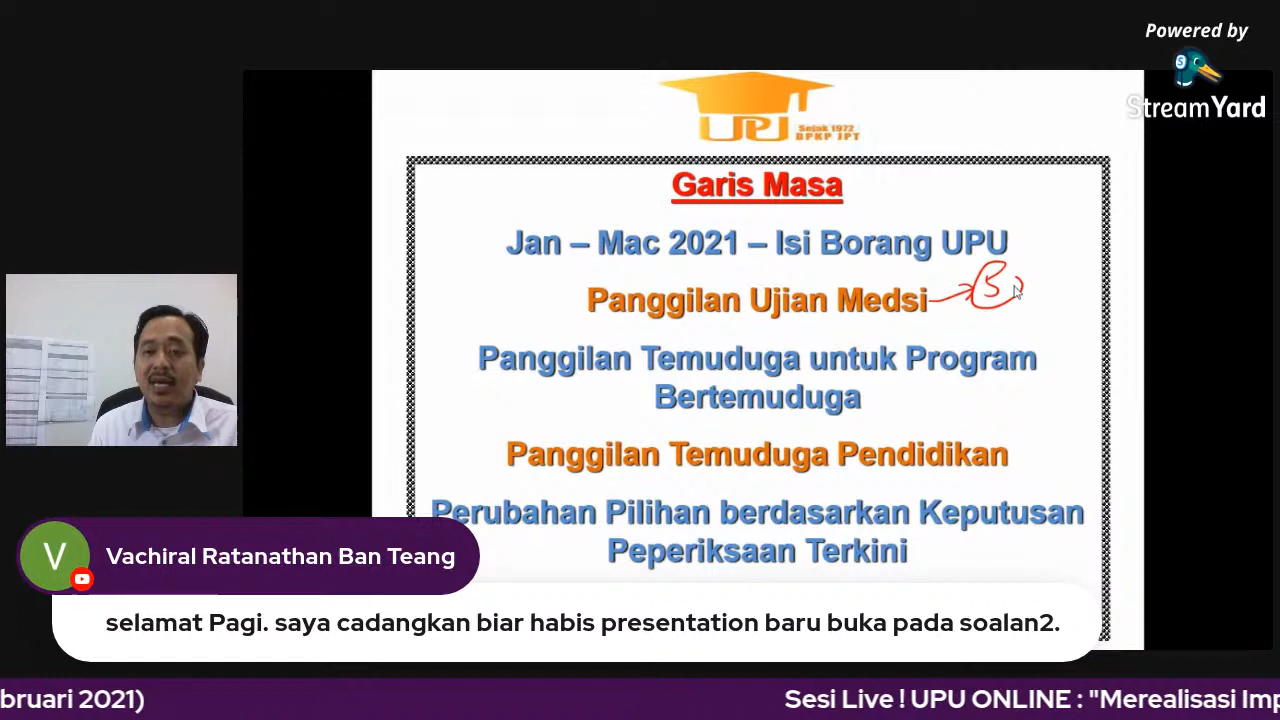 Powered by
StreamYard
UPU
Sejak 1972
BPKP JPT
Garis Masa
Jan – Mac 2021 – Isi Borang UPU
Panggilan Ujian Medsi
B
Panggilan Temuduga untuk Program
Bertemuduga
Panggilan Temuduga Pendidikan
Perubahan Pilihan berdasarkan Keputusan
Peperiksaan Terkini
V
Vachiral Ratanathan Ban Teang
selamat Pagi. saya cadangkan biar habis presentation baru buka pada soalan2.
bruari 2021)
Sesi Live ! UPU ONLINE : "Merealisasi Imp